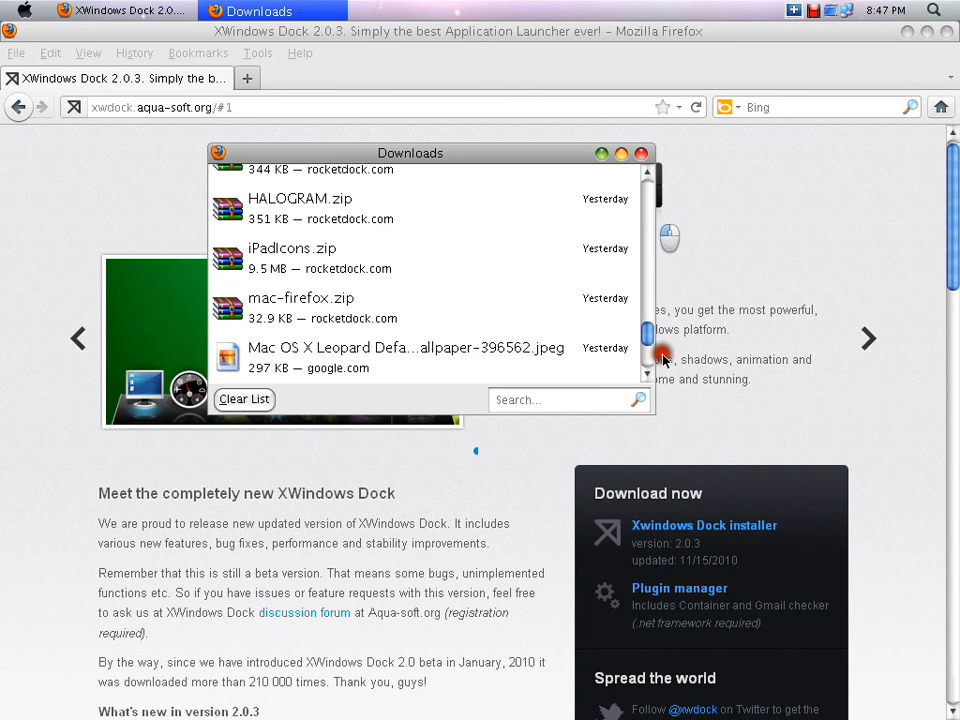 XWindows Dock 2.0....
Downloads
8:47 PM
XWindows Dock 2.0.3. Simply the best Application Launcher ever! – Mozilla Firefox
File Edit View History Bookmarks Tools Help
XWindows Dock 2.0.3. Simply the b...
xwdock.aqua-soft.org/#1
Bing
Downloads
344 KB — rocketdock.com
HALOGRAM.zip
Yesterday
351 KB — rocketdock.com
iPadIcons.zip
Yesterday
9.5 MB — rocketdock.com
mac-firefox.zip
Yesterday
32.9 KB — rocketdock.com
Mac OS X Leopard Defa...allpaper-396562.jpeg
Yesterday
297 KB — google.com
Clear List
Search...
es, you get the most powerful,
lows platform.
s, shadows, animation and
ome and stunning.
Meet the completely new XWindows Dock
We are proud to release new updated version of XWindows Dock. It includes
various new features, bug fixes, performance and stability improvements.
Remember that this is still a beta version. That means some bugs, unimplemented
functions etc. So if you have issues or feature requests with this version, feel free
to ask us at XWindows Dock discussion forum at Aqua-soft.org (registration
required).
By the way, since we have introduced XWindows Dock 2.0 beta in January, 2010 it
was downloaded more than 210 000 times. Thank you, guys!
What's new in version 2.0.3
Download now
Xwindows Dock installer
version: 2.0.3
updated: 11/15/2010
Plugin manager
Includes Container and Gmail checker
(.net framework required)
Spread the world
Follow @xwdock on Twitter to get the